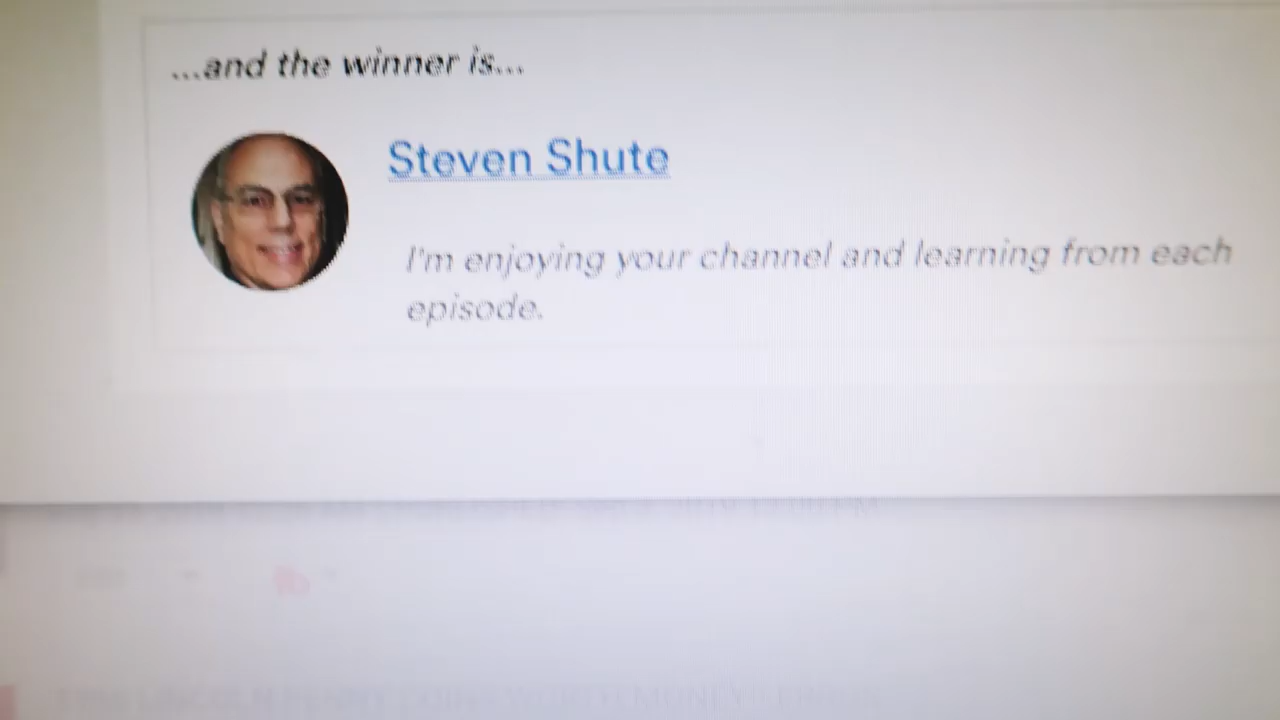 ...and the winner is...
Steven Shute
I'm enjoying your channel and learning from each
episode.